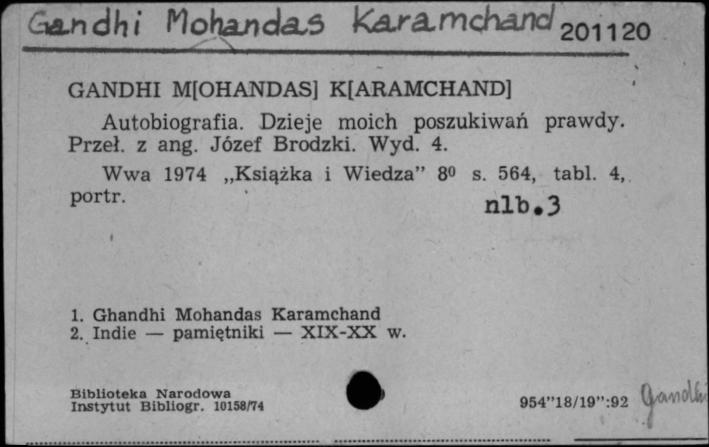 Gandhi Mohandas Karamchand 201120
GANDHI M[OHANDAS] K[ARAMCHAND]
Autobiografia. Dzieje moich poszukiwań prawdy.
Przeł. z ang. Józef Brodzki. Wyd. 4.
Wwa 1974 „Książka i Wiedza” 8⁰ s. 564, tabl. 4,
portr.
nlb.3
1. Ghandhi Mohandas Karamchand
2. Indie — pamiętniki — XIX-XX w.
Biblioteka Narodowa
Instytut Bibliogr. 10158/74
954"18/19":92 Gandhi